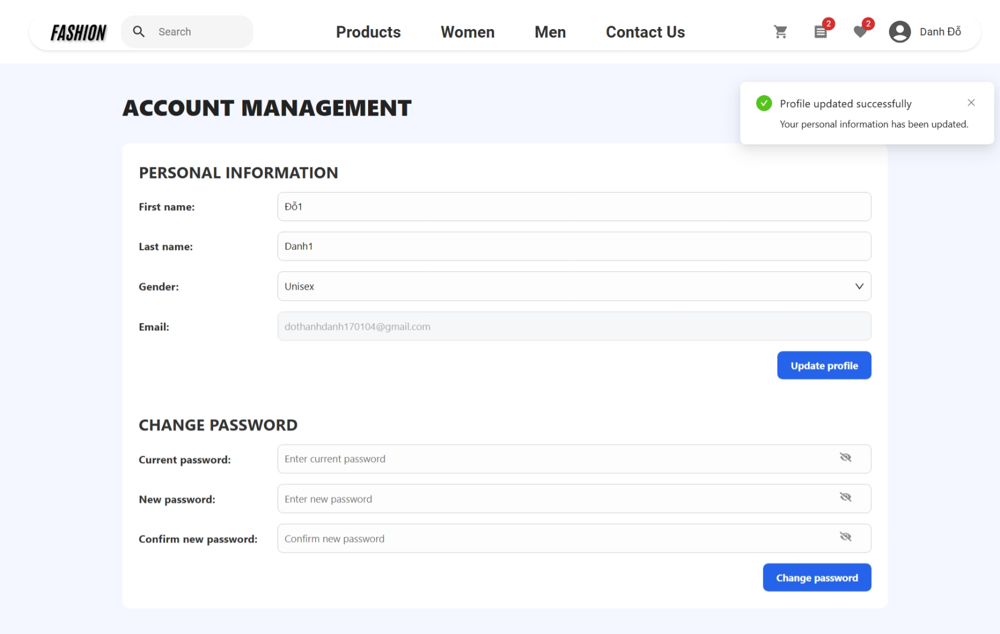 FASHION
Search
Products
Women
Men
Contact Us
2
2
Danh Đỗ
Profile updated successfully
Your personal information has been updated.
ACCOUNT MANAGEMENT
PERSONAL INFORMATION
First name:
Đỗ1
Last name:
Danh1
Gender:
Unisex
Email:
dothanhdanh170104@gmail.com
Update profile
CHANGE PASSWORD
Current password:
Enter current password
New password:
Enter new password
Confirm new password:
Confirm new password
Change password